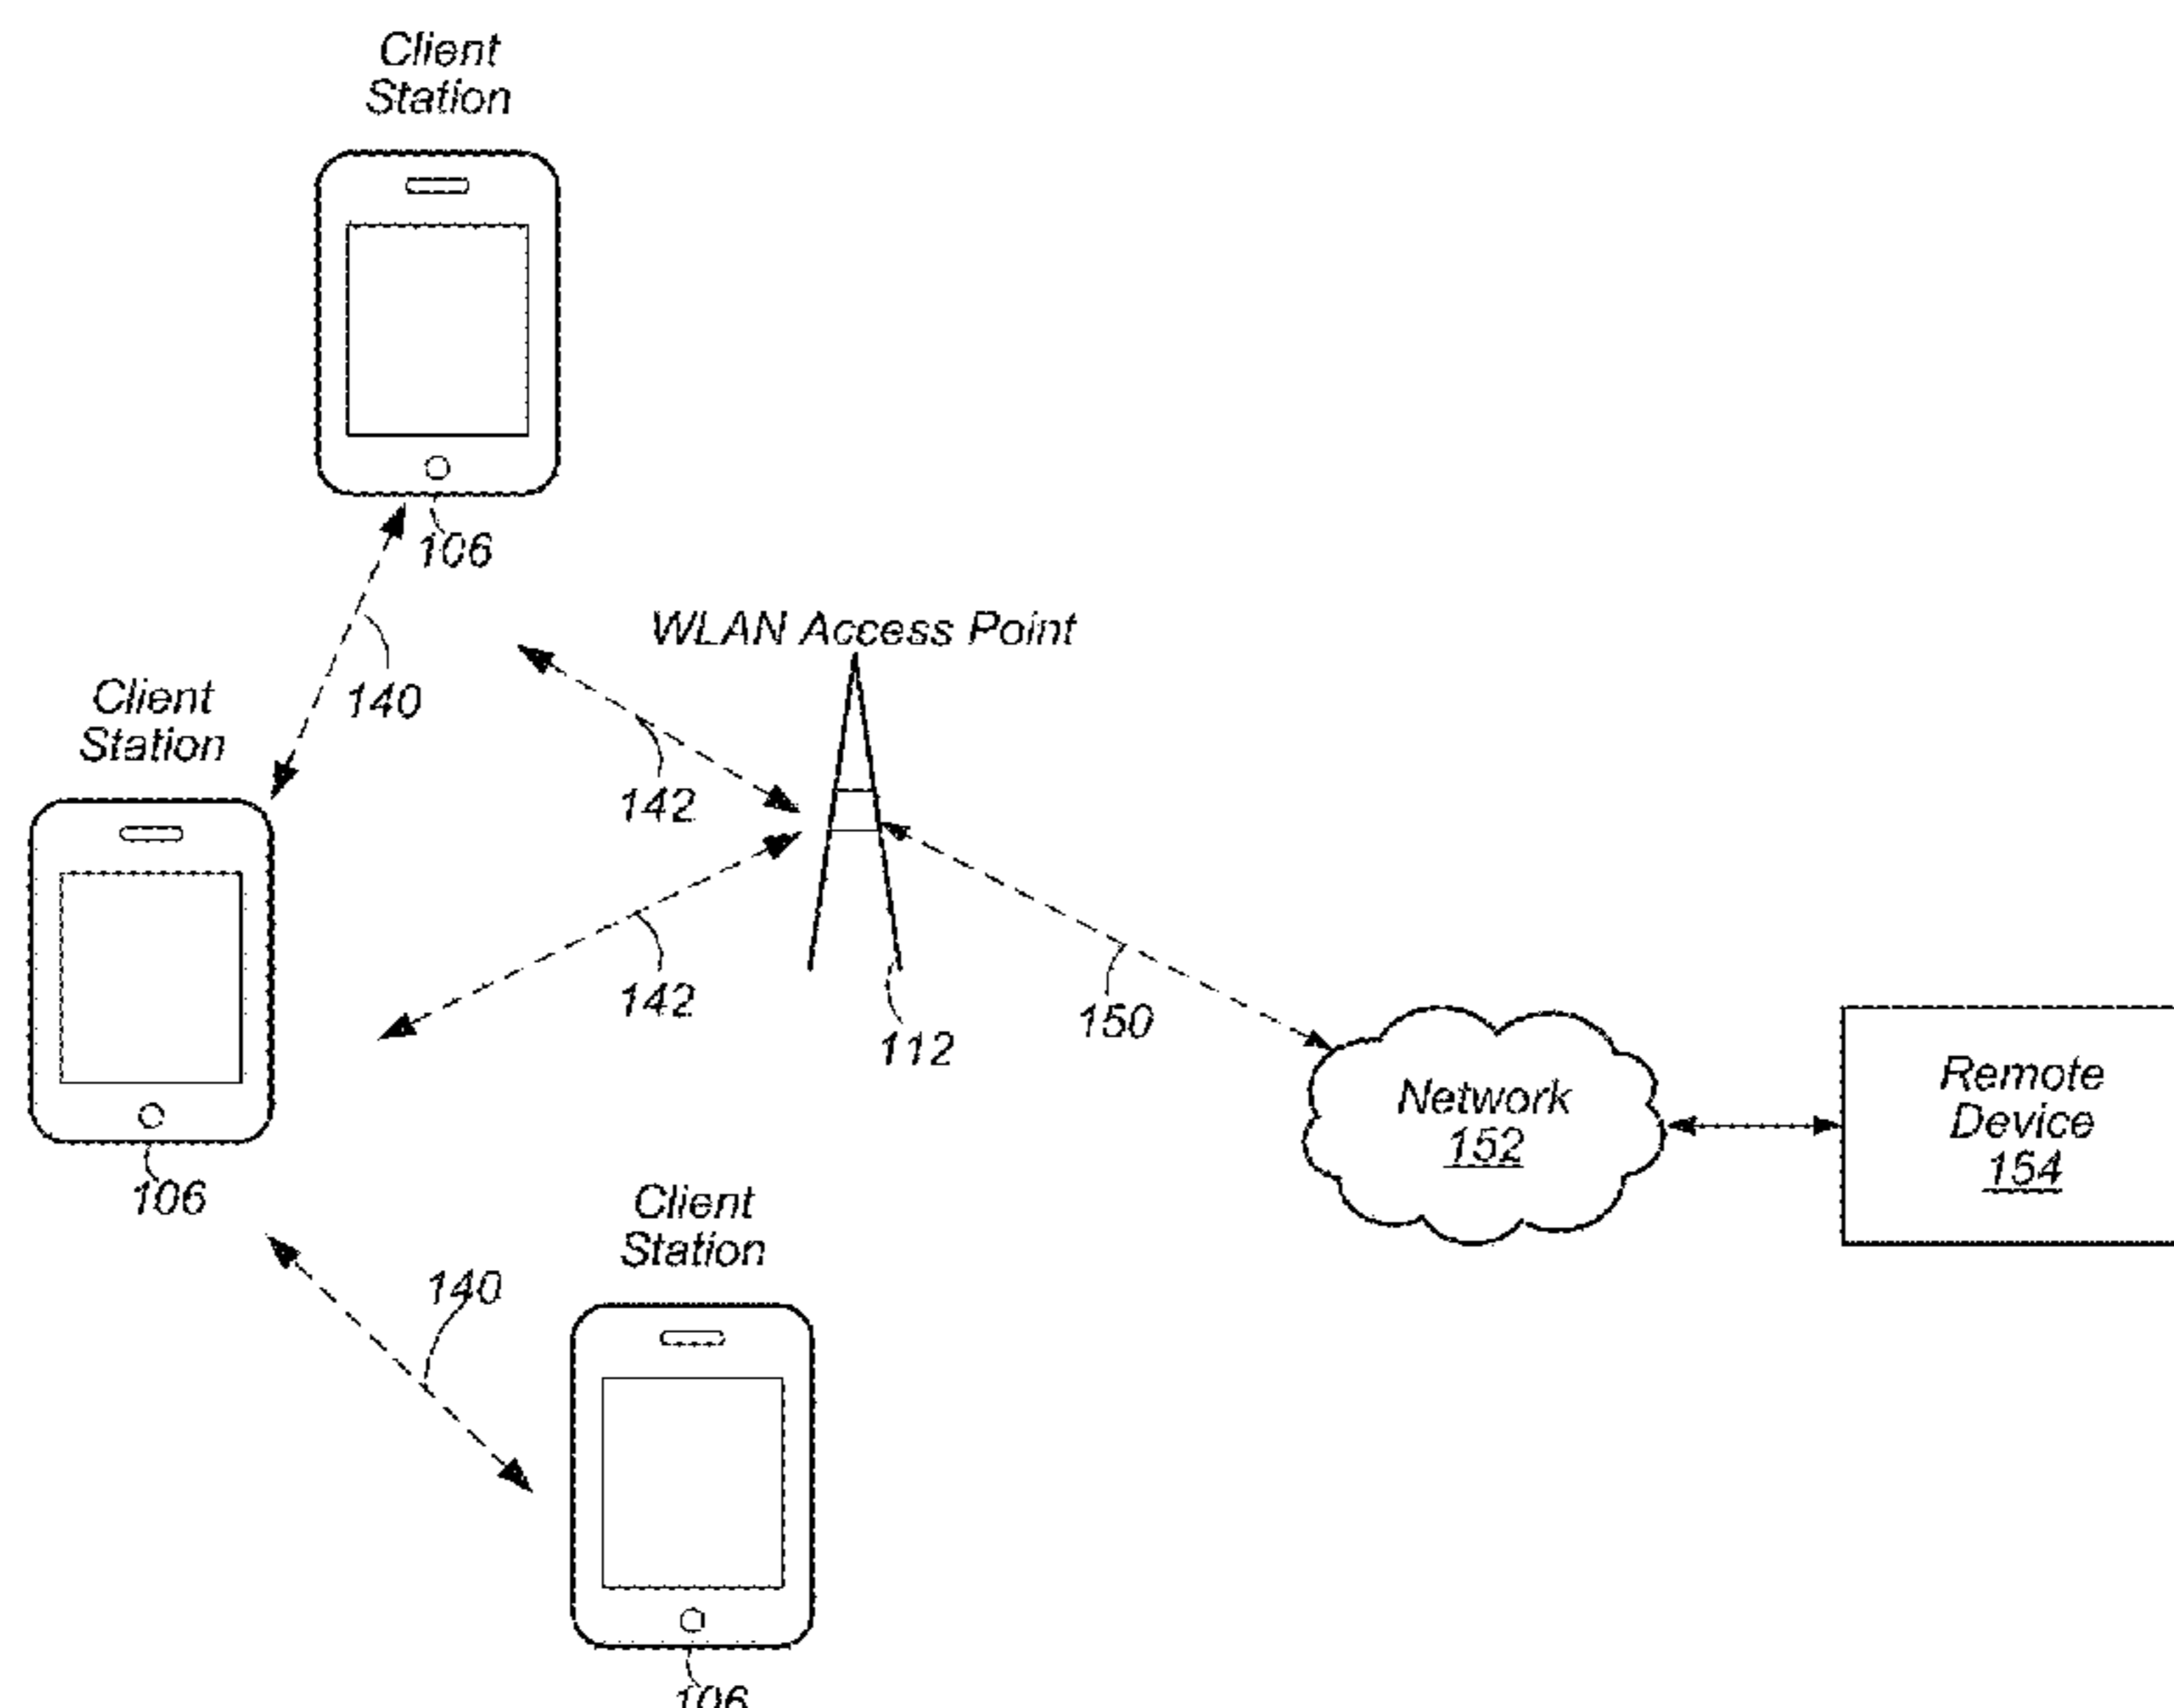 Client
Station
106
140
WLAN Access Point
142
Client
Station
142
112
150
Network
152
Remote
Device
154
106
Client
Station
140
106